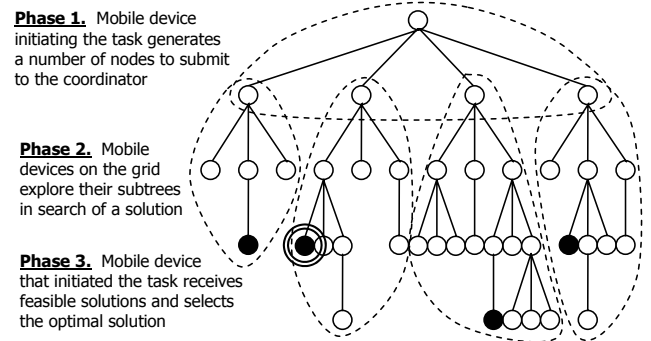 Phase 1. Mobile device
initiating the task generates
a number of nodes to submit
to the coordinator
Phase 2. Mobile
devices on the grid
explore their subtrees
in search of a solution
Phase 3. Mobile device
that initiated the task receives
feasible solutions and selects
the optimal solution